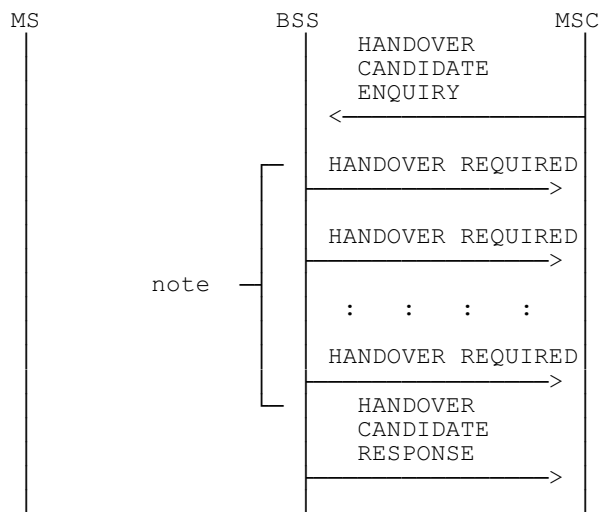 MS BSS MSC
HANDOVER
CANDIDATE
ENQUIRY
HANDOVER REQUIRED
HANDOVER REQUIRED
note
: : : :
HANDOVER REQUIRED
HANDOVER
CANDIDATE
RESPONSE